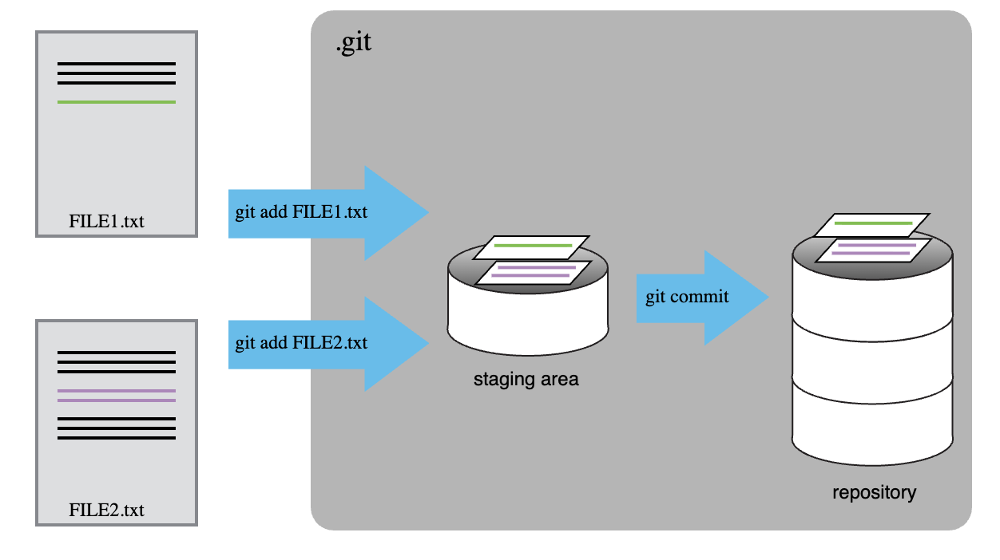 .git
FILE1.txt
git add FILE1.txt
git commit
git add FILE2.txt
staging area
repository
FILE2.txt